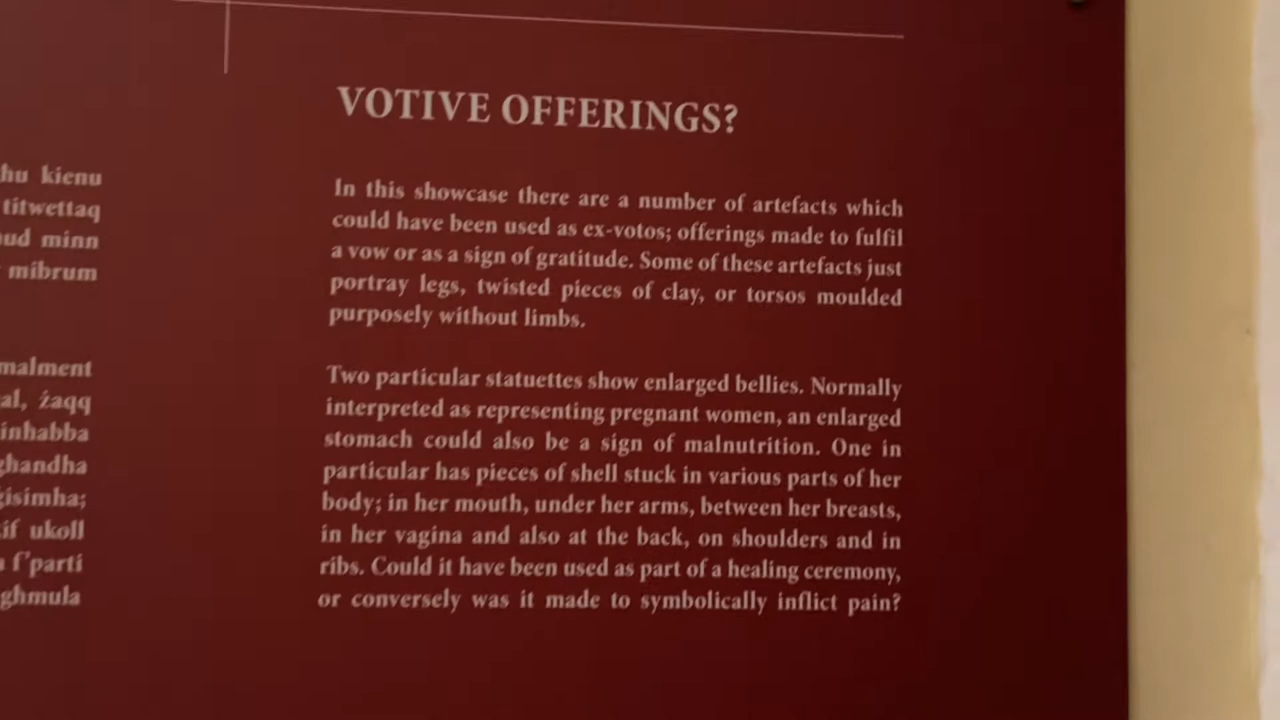 hu kienu
titwettaq
ud minn
mibrum
malment
al, żaqq
inhabba
għandha
ġisimha;
if ukoll
f'parti
għmula
VOTIVE OFFERINGS?
In this showcase there are a number of artefacts which
could have been used as ex-votos; offerings made to fulfil
a vow or as a sign of gratitude. Some of these artefacts just
portray legs, twisted pieces of clay, or torsos moulded
purposely without limbs.
Two particular statuettes show enlarged bellies. Normally
interpreted as representing pregnant women, an enlarged
stomach could also be a sign of malnutrition. One in
particular has pieces of shell stuck in various parts of her
body; in her mouth, under her arms, between her breasts,
in her vagina and also at the back, on shoulders and in
ribs. Could it have been used as part of a healing ceremony,
or conversely was it made to symbolically inflict pain?